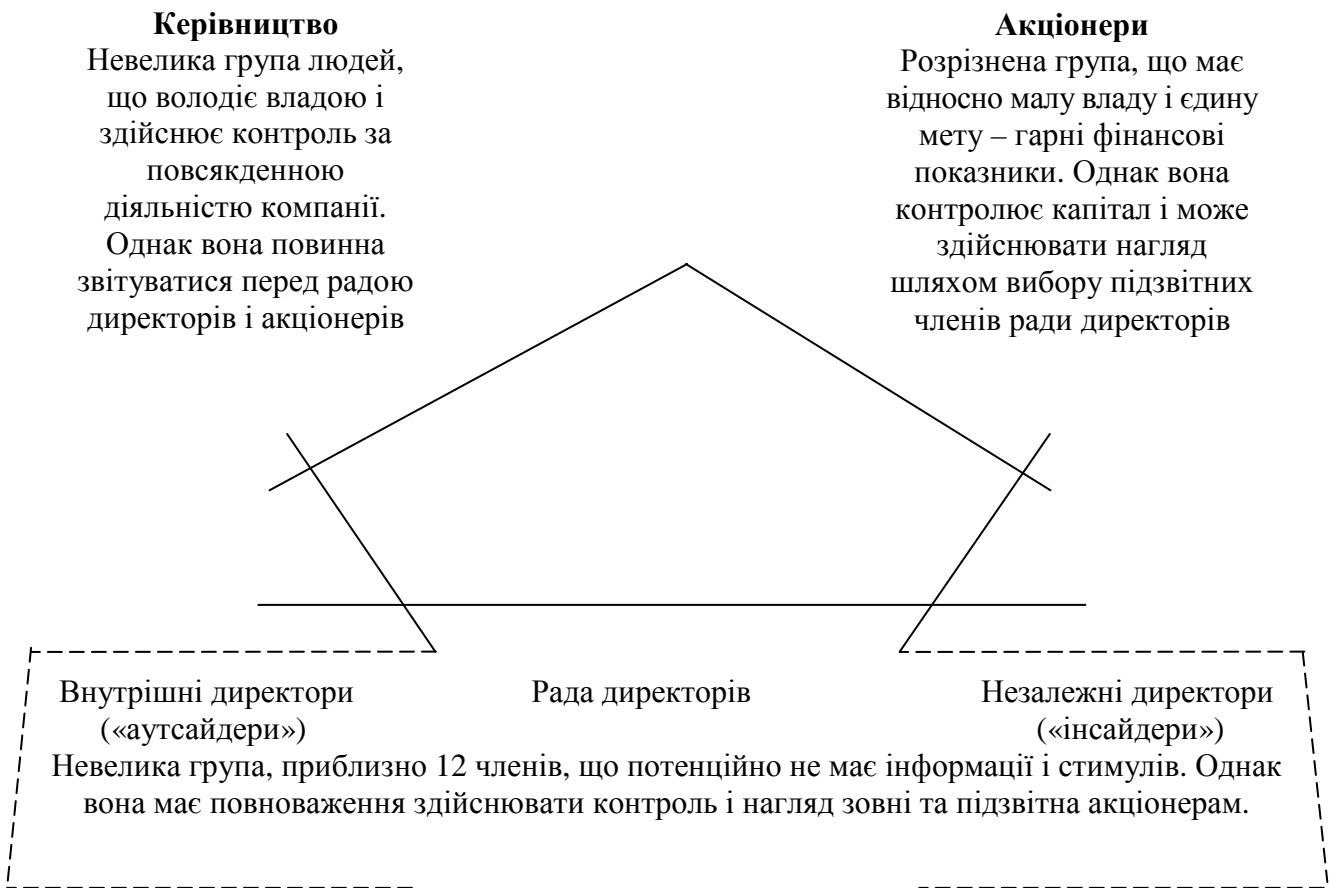 Керівництво
Невелика група людей,
що володіє владою і
здійснює контроль за
повсякденною
діяльністю компанії.
Однак вона повинна
звітуватися перед радою
директорів і акціонерів
Акціонери
Розрізнена група, що має
відносно малу владу і єдину
мету – гарні фінансові
показники. Однак вона
контролює капітал і може
здійснювати нагляд
шляхом вибору підзвітних
членів ради директорів
Внутрішні директори
(«аутсайдери»)
Рада директорів
Незалежні директори
(«інсайдери»)
Невелика група, приблизно 12 членів, що потенційно не має інформації і стимулів. Однак
вона має повноваження здійснювати контроль і нагляд зовні та підзвітна акціонерам.